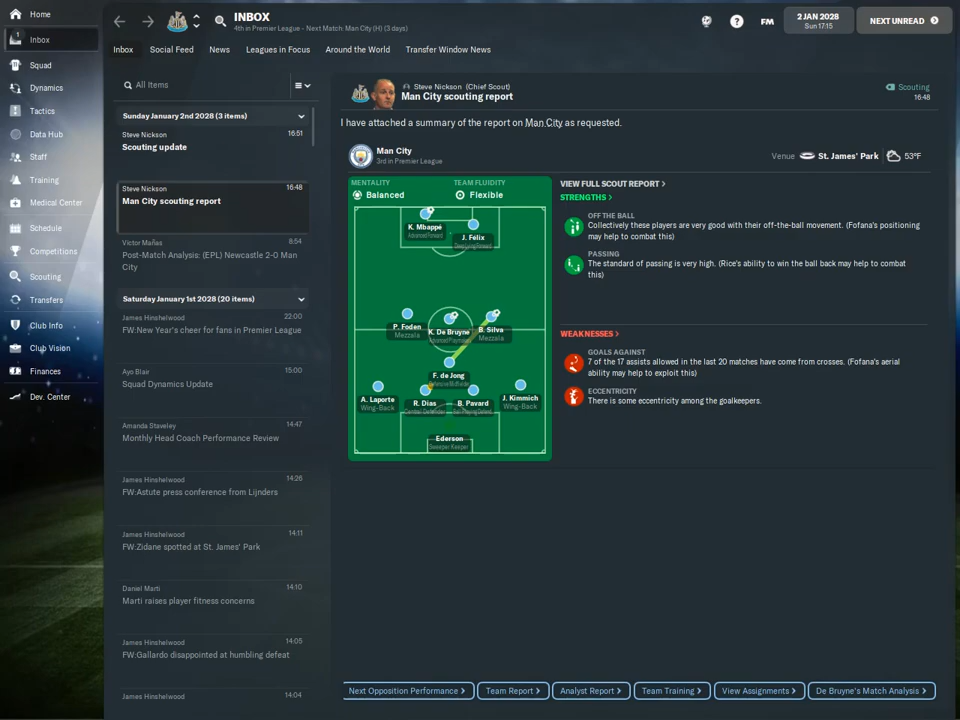 Home
1
Inbox
Squad
Dynamics
Tactics
Data Hub
Staff
Training
Medical Center
Schedule
Competitions
Scouting
Transfers
Club Info
Club Vision
Finances
Dev. Center
INBOX
4th in Premier League - Next Match: Man City (H) (3 days)
?
FM
2 JAN 2028
Sun 17:15
NEXT UNREAD
Inbox Social Feed News Leagues in Focus Around the World Transfer Window News
All Items
Sunday January 2nd 2028 (3 items)
Steve Nickson 16:51
Scouting update
Steve Nickson 16:48
Man City scouting report
Victor Mañas 8:54
Post-Match Analysis: (EPL) Newcastle 2-0 Man
City
Saturday January 1st 2028 (20 items)
James Hinshelwood 22:00
FW:New Year's cheer for fans in Premier League
Ayo Blae 15:00
Squad Dynamics Update
Amanda Staveley 14:47
Monthly Head Coach Performance Review
James Hinshelwood 14:26
FW:Astute press conference from Lijnders
James Hinshelwood 14:11
FW:Zidane spotted at St. James' Park
Daniel Marti 14:10
Marti raises player fitness concerns
James Hinshelwood 14:05
FW:Gallardo disappointed at humbling defeat
James Hinshelwood 14:04
Steve Nickson (Chief Scout)
Man City scouting report
Scouting
16:48
I have attached a summary of the report on Man City as requested.
Man City
3rd in Premier League
Venue St. James' Park 53°F
MENTALITY
Balanced
TEAM FLUIDITY
Flexible
K. Mbappé
Advanced Forward
J. Félix
P. Foden
Mezzala
K. De Bruyne
Advanced Playmaker
B. Silva
Mezzala
F. de Jong
A. Laporte
Wing-Back
R. Dias
Central Defender
B. Pavard
J. Kimmich
Wing-Back
Ederson
Sweeper Keeper
VIEW FULL SCOUT REPORT
STRENGTHS
OFF THE BALL
Collectively these players are very good with their off-the-ball movement. (Fofana's positioning
may help to combat this)
PASSING
The standard of passing is very high. (Rice's ability to win the ball back may help to combat
this)
WEAKNESSES
GOALS AGAINST
7 of the 17 assists allowed in the last 20 matches have come from crosses. (Fofana's aerial
ability may help to exploit this)
ECCENTRICITY
There is some eccentricity among the goalkeepers.
Next Opposition Performance
Team Report
Analyst Report
Team Training
View Assignments
De Bruyne's Match Analysis